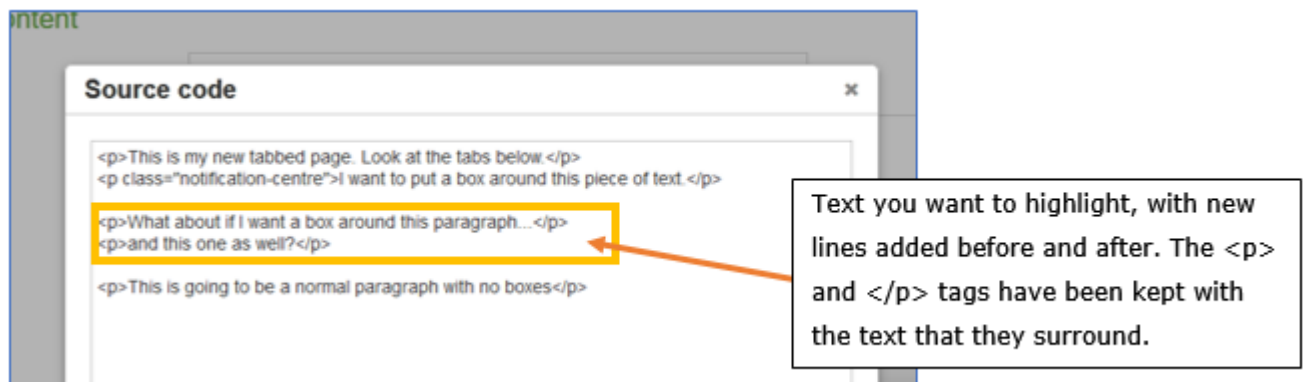 ontent
Source code ×
<p>This is my new tabbed page. Look at the tabs below.</p>
<p class="notification-centre">I want to put a box around this piece of text.</p>
<p>What about if I want a box around this paragraph...</p>
<p>and this one as well?</p>
<p>This is going to be a normal paragraph with no boxes</p>
Text you want to highlight, with new
lines added before and after. The <p>
and </p> tags have been kept with
the text that they surround.